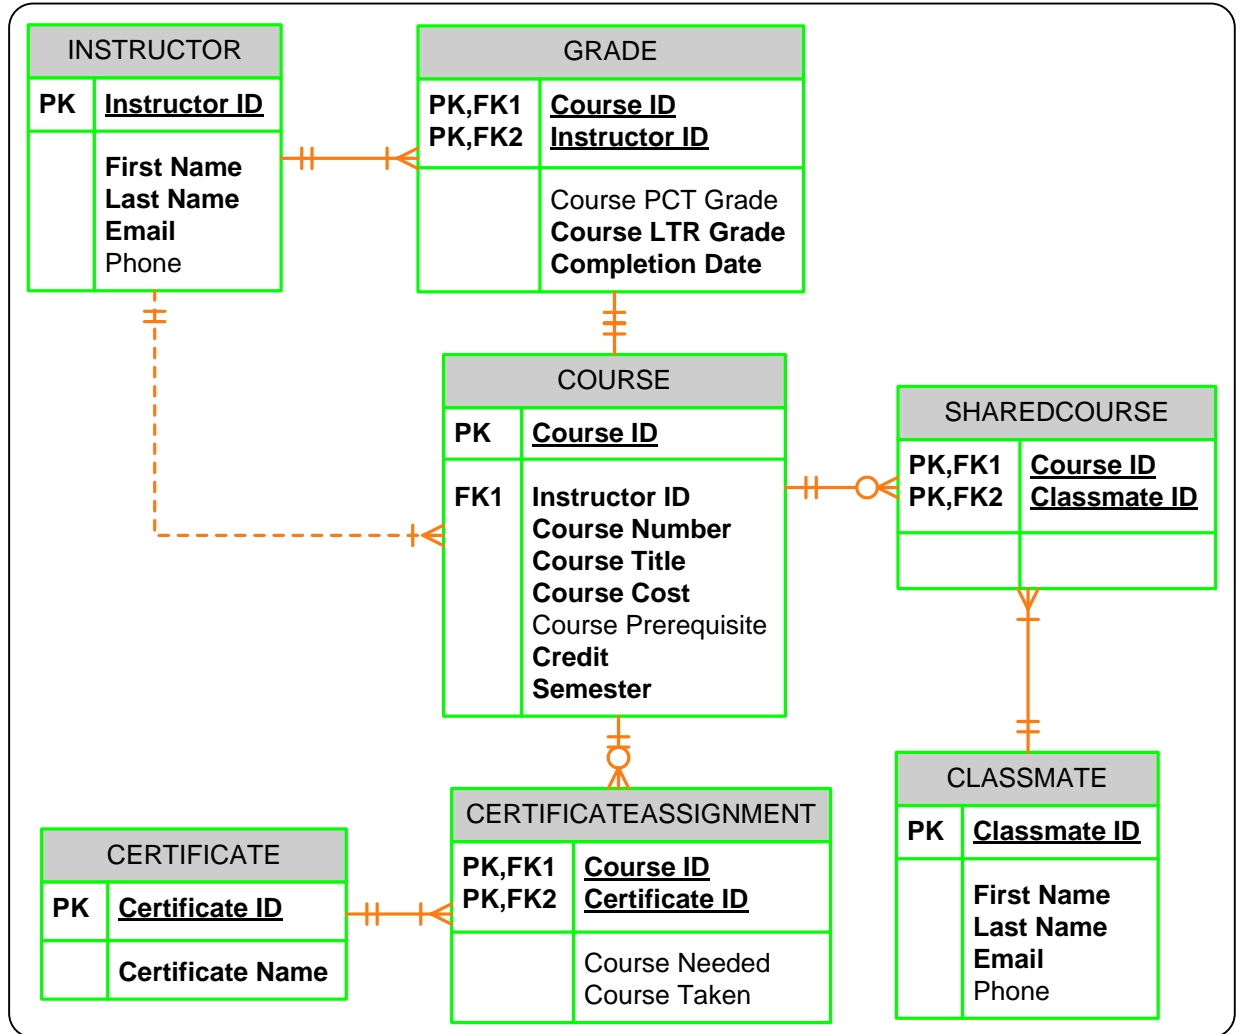 INSTRUCTOR
PK Instructor ID
First Name
Last Name
Email
Phone
GRADE
PK,FK1 Course ID
PK,FK2 Instructor ID
Course PCT Grade
Course LTR Grade
Completion Date
COURSE
PK Course ID
FK1 Instructor ID
Course Number
Course Title
Course Cost
Course Prerequisite
Credit
Semester
SHAREDCOURSE
PK,FK1 Course ID
PK,FK2 Classmate ID
CERTIFICATE
PK Certificate ID
Certificate Name
CERTIFICATEASSIGNMENT
PK,FK1 Course ID
PK,FK2 Certificate ID
Course Needed
Course Taken
CLASSMATE
PK Classmate ID
First Name
Last Name
Email
Phone